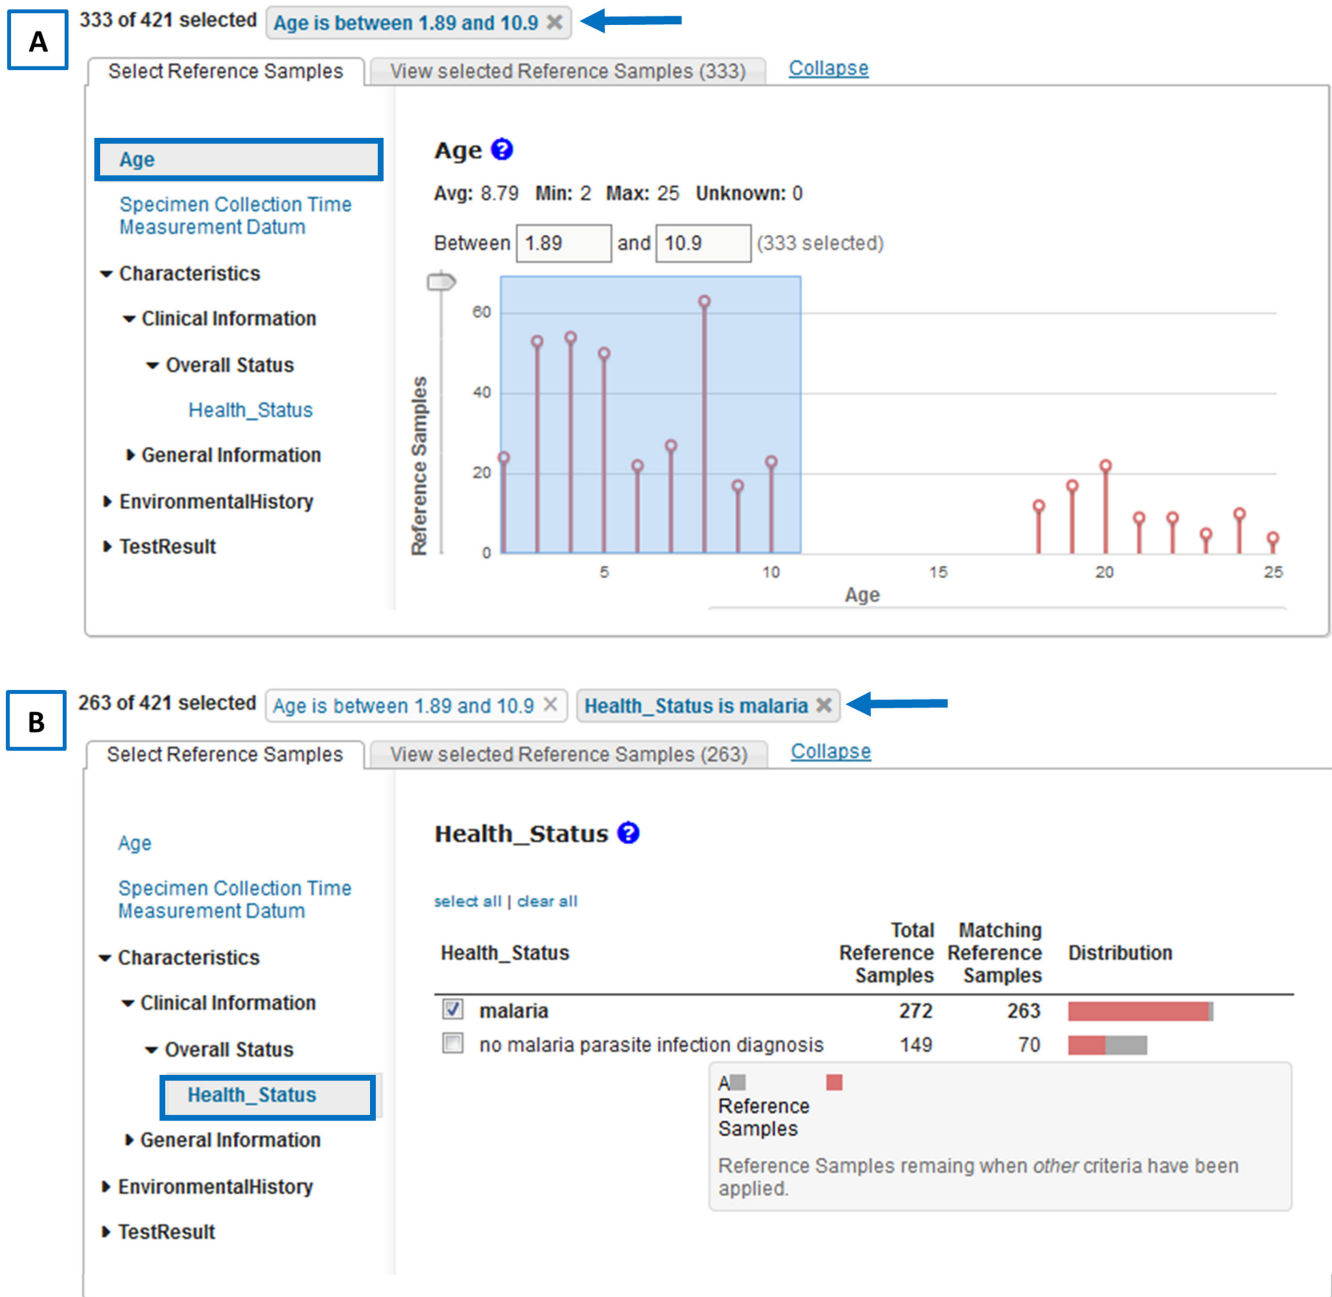 A
333 of 421 selected Age is between 1.89 and 10.9
Select Reference Samples View selected Reference Samples (333) Collapse
Age
Specimen Collection Time
Measurement Datum
Characteristics
Clinical Information
Overall Status
Health_Status
General Information
EnvironmentalHistory
TestResult
Age ?
Avg: 8.79 Min: 2 Max: 25 Unknown: 0
Between 1.89 and 10.9 (333 selected)
Reference Samples
60
40
20
0
5 10 15 20 25
Age
B
263 of 421 selected Age is between 1.89 and 10.9 Health_Status is malaria
Select Reference Samples View selected Reference Samples (263) Collapse
Age
Specimen Collection Time
Measurement Datum
Characteristics
Clinical Information
Overall Status
Health_Status
General Information
EnvironmentalHistory
TestResult
Health_Status ?
select all | clear all
Health_Status Total Reference Samples Matching Reference Samples Distribution
malaria 272 263
no malaria parasite infection diagnosis 149 70
A
Reference
Samples
Reference Samples remaing when other criteria have been
applied.